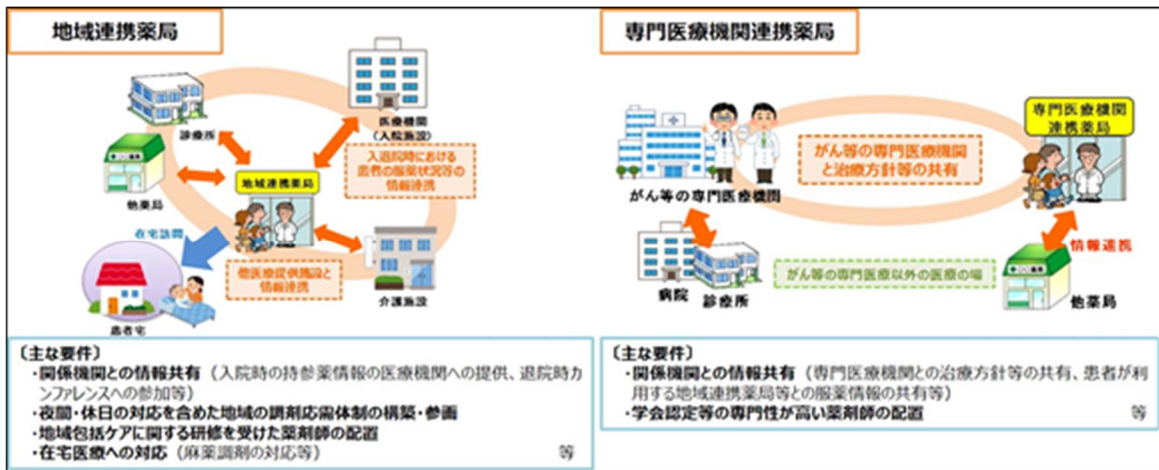 地域連携薬局
診療所
医療機関
（入院施設）
入退院時における
患者の服薬状況等の
情報連携
地域連携薬局
他薬局
在宅訪問
他医療提供施設と
情報連携
介護施設
患者宅
〔主な要件〕
・関係機関との情報共有（入院時の持参薬情報の医療機関への提供、退院時カ
ンファレンスへの参加等）
・夜間・休日の対応を含めた地域の調剤応需体制の構築・参画
・地域包括ケアに関する研修を受けた薬剤師の配置
・在宅医療への対応（麻薬調剤の対応等） 等
専門医療機関連携薬局
専門医療機関
連携薬局
がん等の専門医療機関
と治療方針等の共有
がん等の専門医療機関
情報連携
がん等の専門医療以外の医療の場
病院
診療所
他薬局
〔主な要件〕
・関係機関との情報共有（専門医療機関との治療方針等の共有、患者が利
用する地域連携薬局等との服薬情報の共有等）
・学会認定等の専門性が高い薬剤師の配置 等